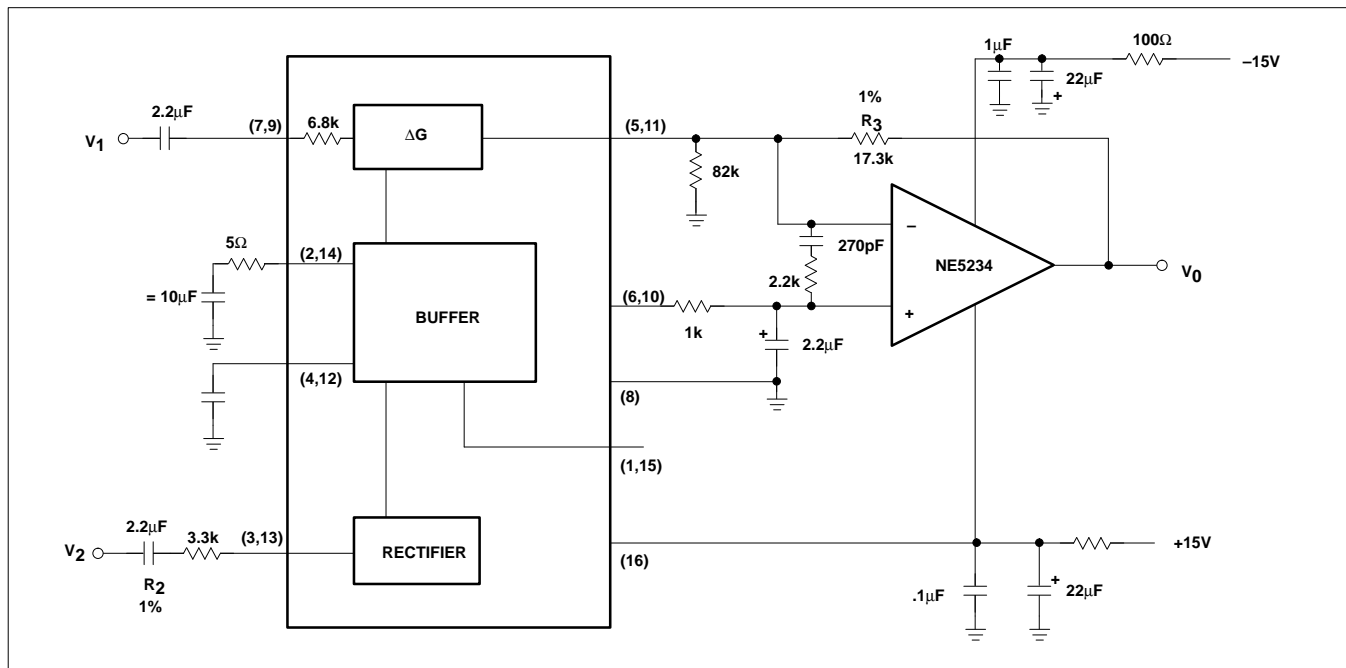 1μF
100Ω
22μF
+
–15V
2.2μF
V1
(7,9)
6.8k
ΔG
(5,11)
1%
R3
17.3k
82k
5Ω
(2,14)
= 10μF
BUFFER
(6,10)
1k
270pF
2.2k
–
+
NE5234
V0
+
2.2μF
(4,12)
(8)
(1,15)
2.2μF
V2
3.3k
(3,13)
R2
1%
RECTIFIER
(16)
+15V
.1μF
+
22μF